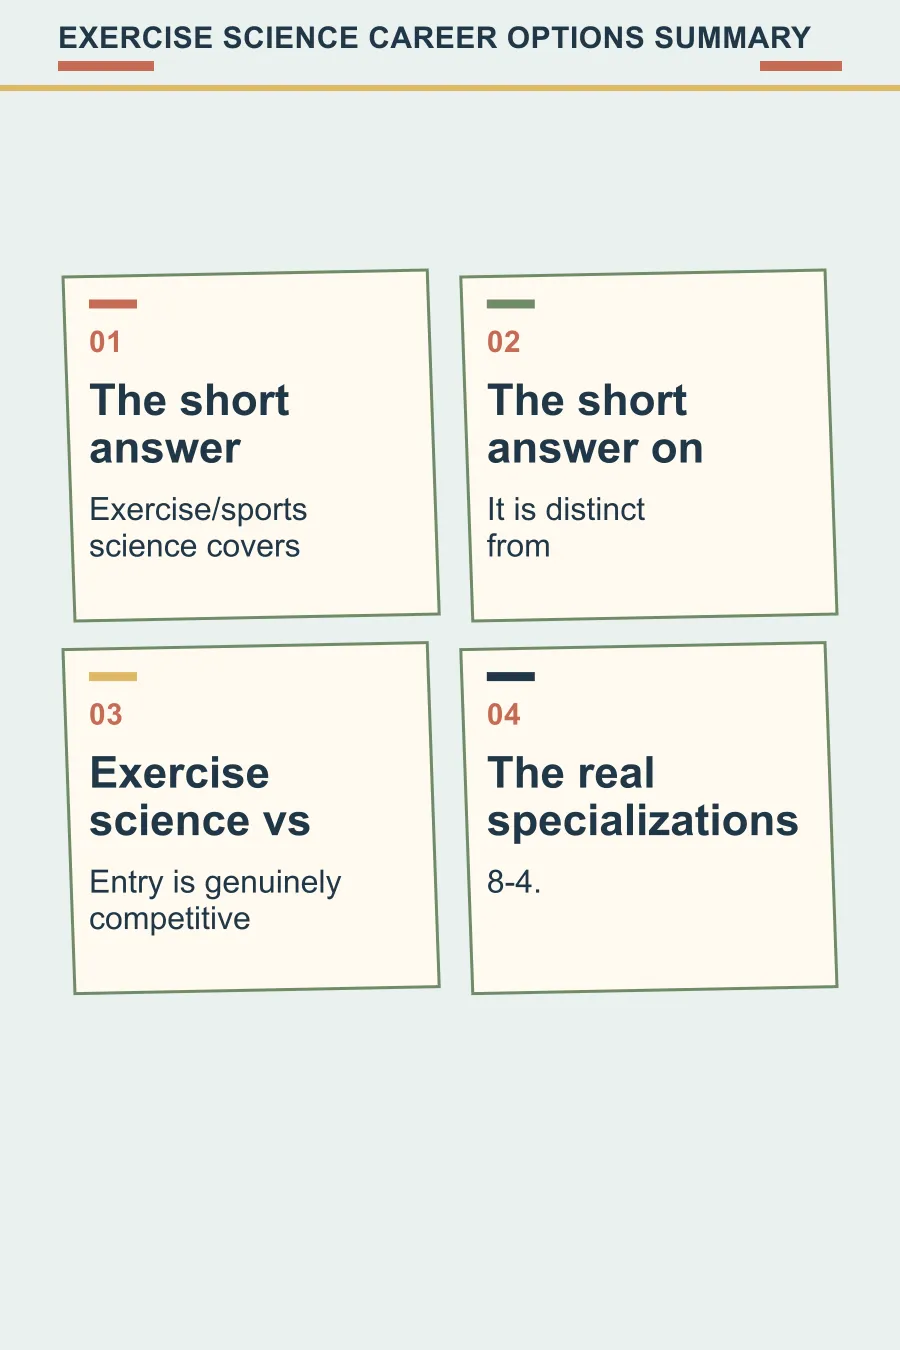 EXERCISE SCIENCE CAREER OPTIONS SUMMARY
01
The short
answer
Exercise/sports
science covers
02
The short
answer on
It is distinct
from
03
Exercise
science vs
Entry is genuinely
competitive
04
The real
specializations
8-4.